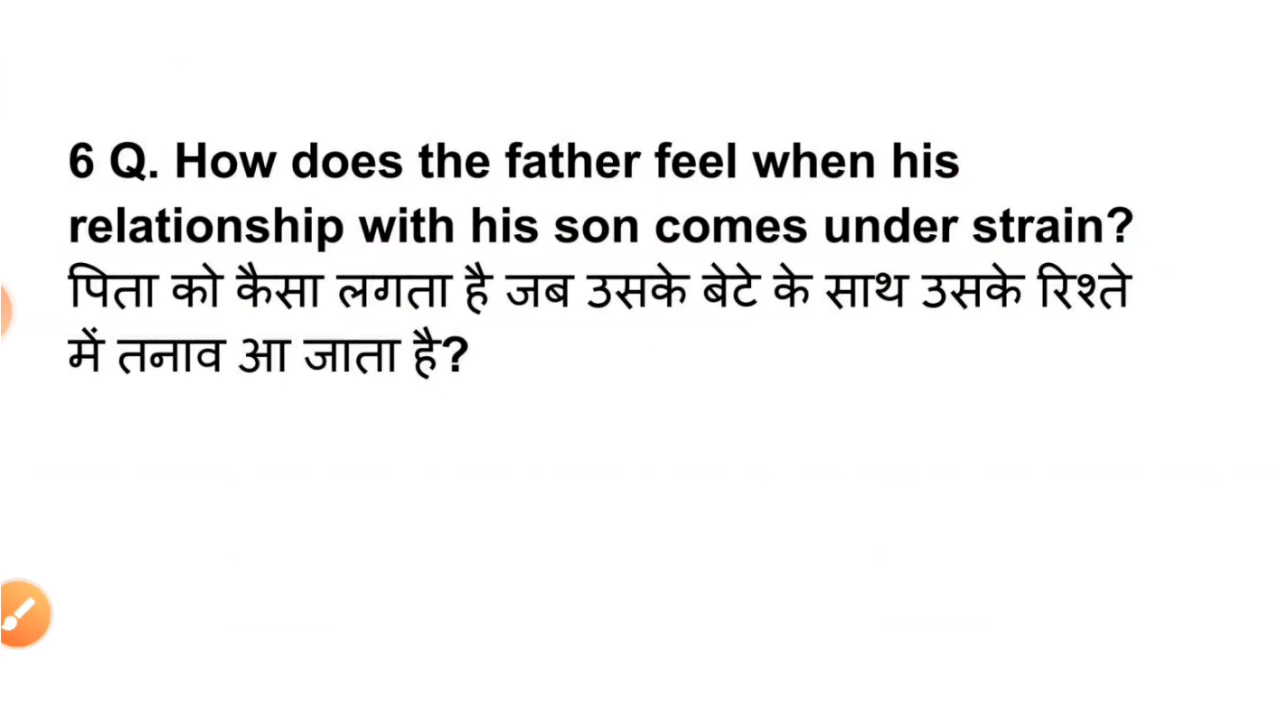 6 Q. How does the father feel when his
relationship with his son comes under strain?
पिता को कैसा लगता है जब उसके बेटे के साथ उसके रिश्ते
में तनाव आ जाता है?